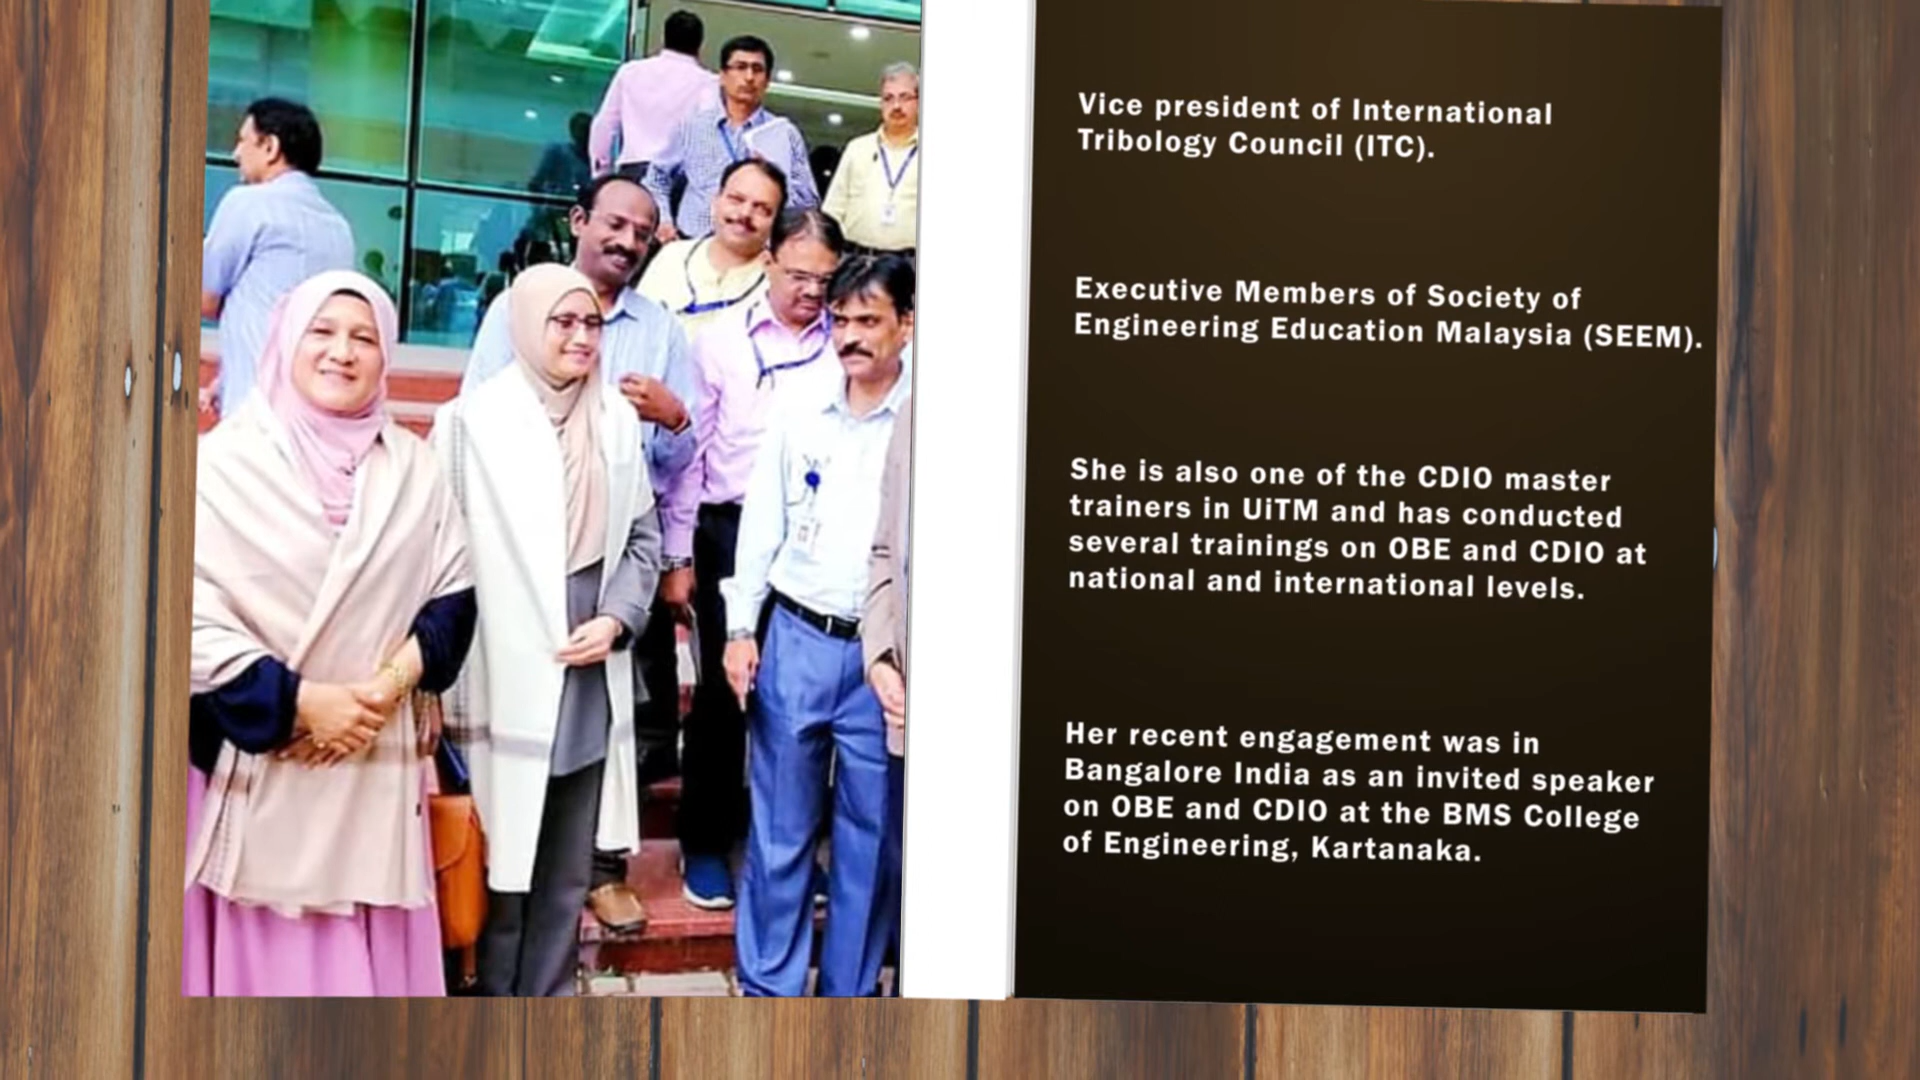 Vice president of International
Tribology Council (ITC).
Executive Members of Society of
Engineering Education Malaysia (SEEM).
She is also one of the CDIO master
trainers in UiTM and has conducted
several trainings on OBE and CDIO at
national and international levels.
Her recent engagement was in
Bangalore India as an invited speaker
on OBE and CDIO at the BMS College
of Engineering, Kartanaka.